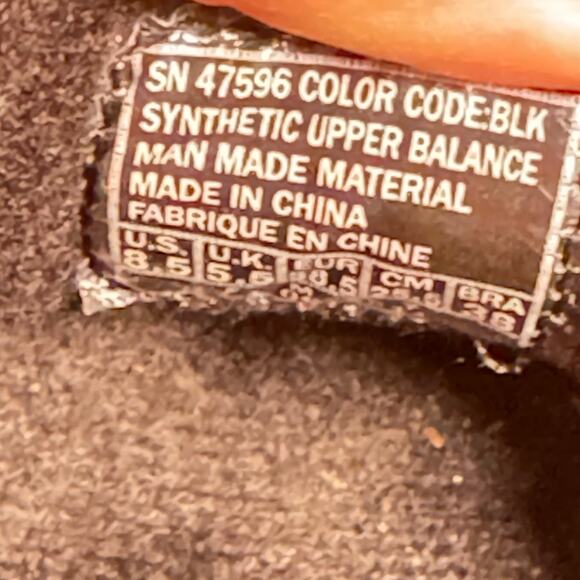 SN 47596 COLOR CODE:BLK
SYNTHETIC UPPER BALANCE
MAN MADE MATERIAL
MADE IN CHINA
FABRIQUE EN CHINE
U.S. U.K. EUR CM BRA
8.5 5.5 36